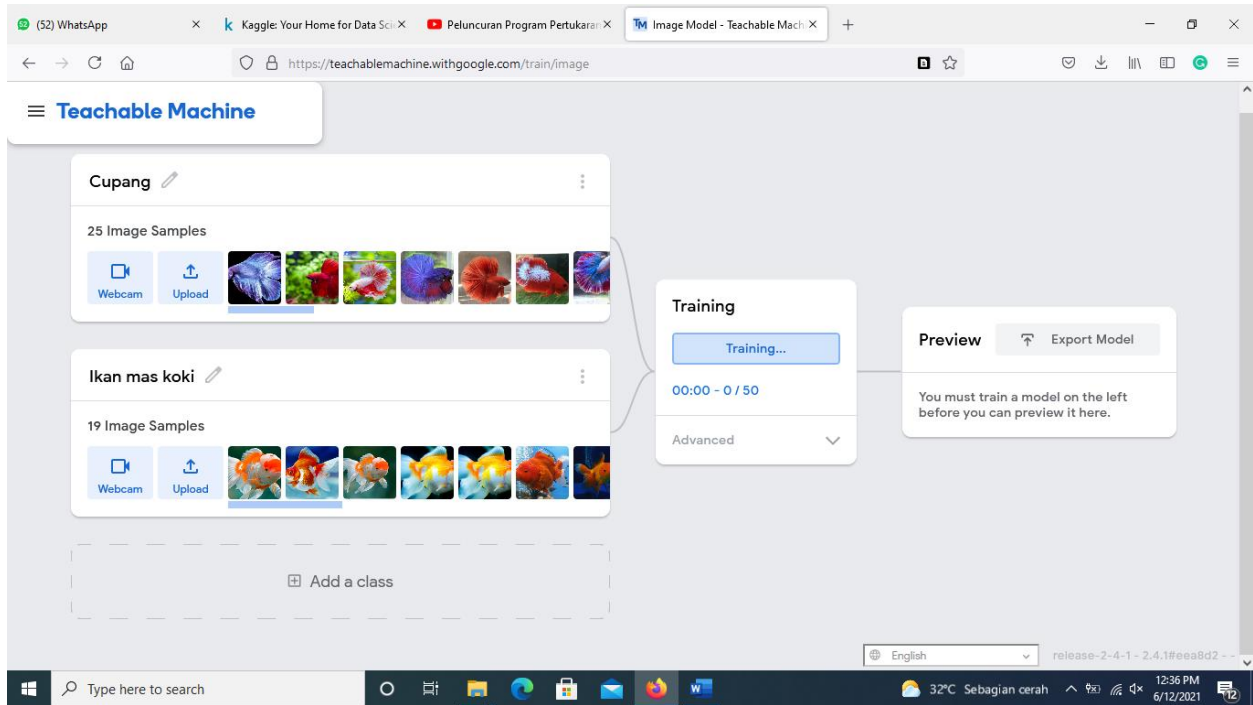 (52) WhatsApp
Kaggle: Your Home for Data Scie
Peluncuran Program Pertukaran
Image Model - Teachable Mach
https://teachablemachine.withgoogle.com/train/image
Teachable Machine
Cupang
25 Image Samples
Webcam
Upload
Ikan mas koki
19 Image Samples
Webcam
Upload
Add a class
Training
Training...
00:00 - 0 / 50
Advanced
Preview
Export Model
You must train a model on the left
before you can preview it here.
English
release-2-4-1 - 2.4.1#eea8d2 - -
Type here to search
32°C Sebagian cerah
12:36 PM
6/12/2021
12